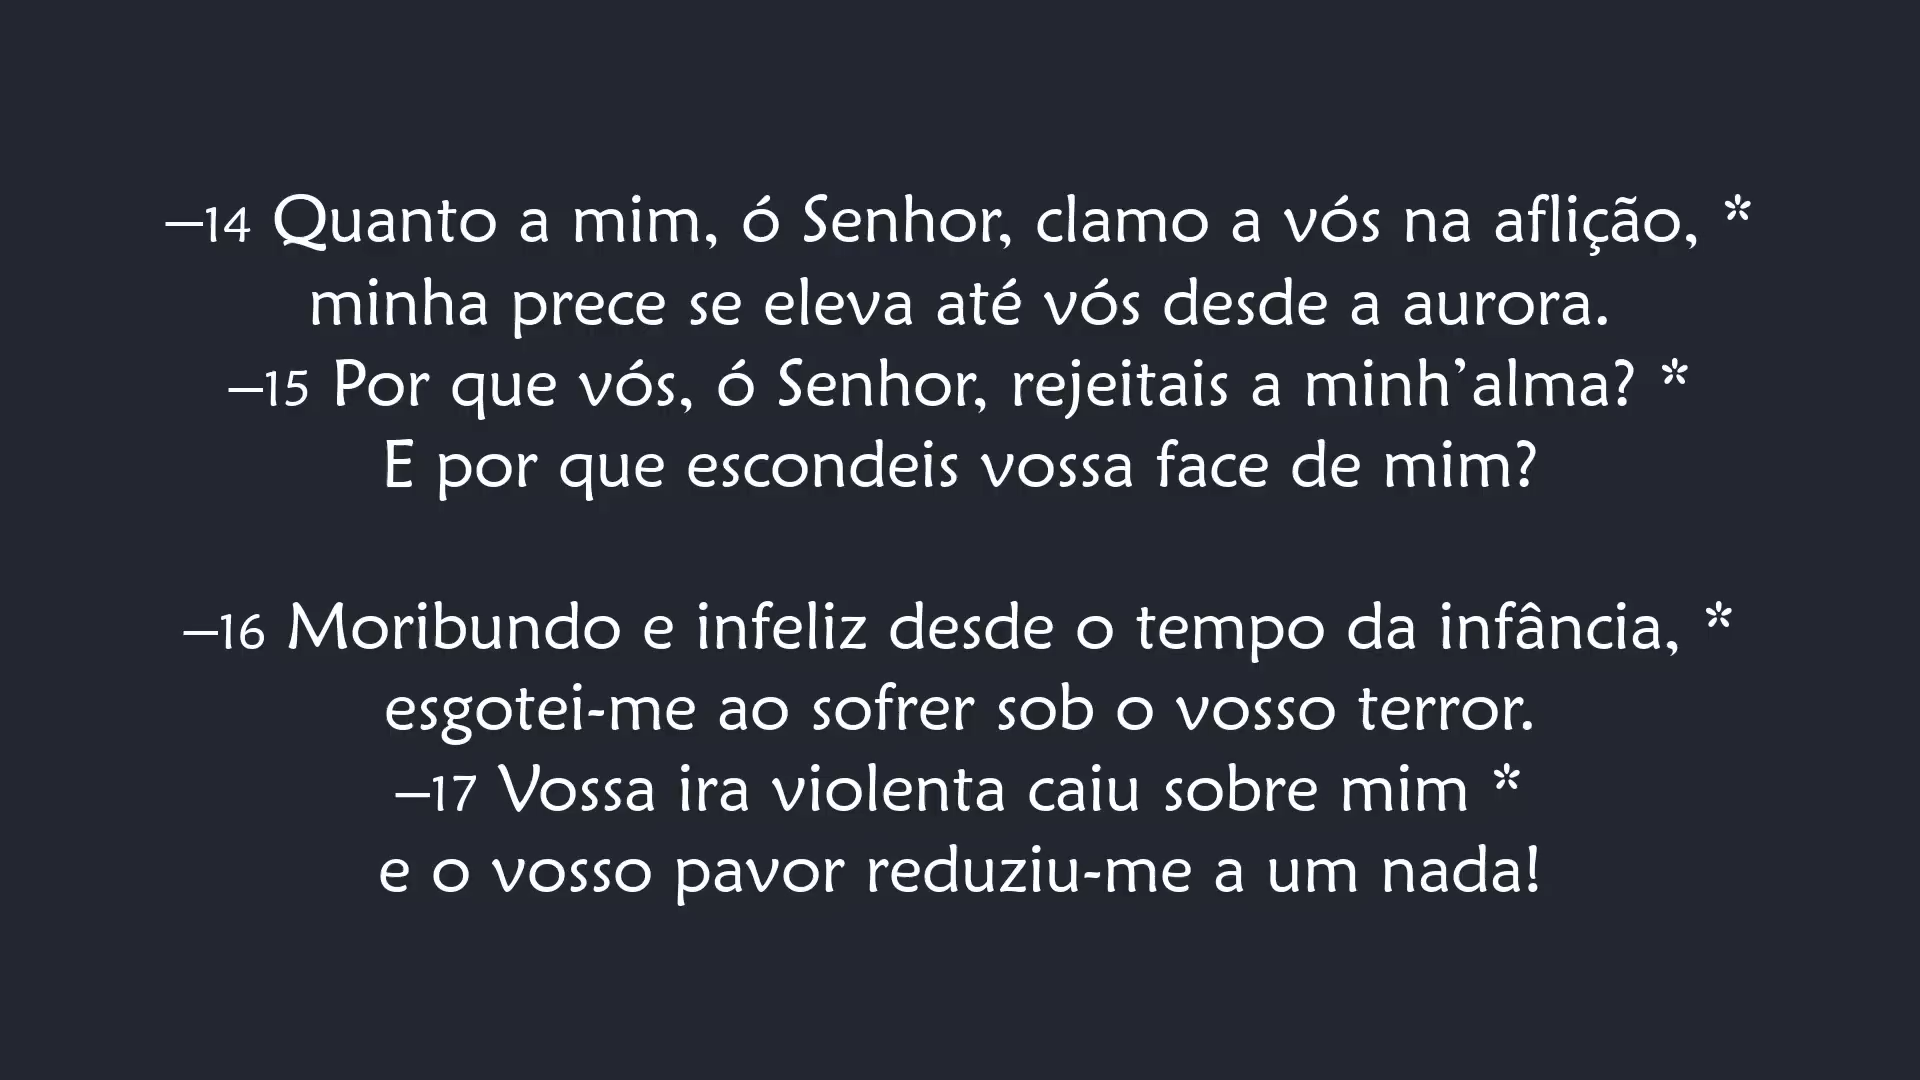 –14 Quanto a mim, ó Senhor, clamo a vós na aflição, *
minha prece se eleva até vós desde a aurora.
–15 Por que vós, ó Senhor, rejeitais a minh’alma? *
E por que escondeis vossa face de mim?
–16 Moribundo e infeliz desde o tempo da infância, *
esgotei-me ao sofrer sob o vosso terror.
–17 Vossa ira violenta caiu sobre mim *
e o vosso pavor reduziu-me a um nada!